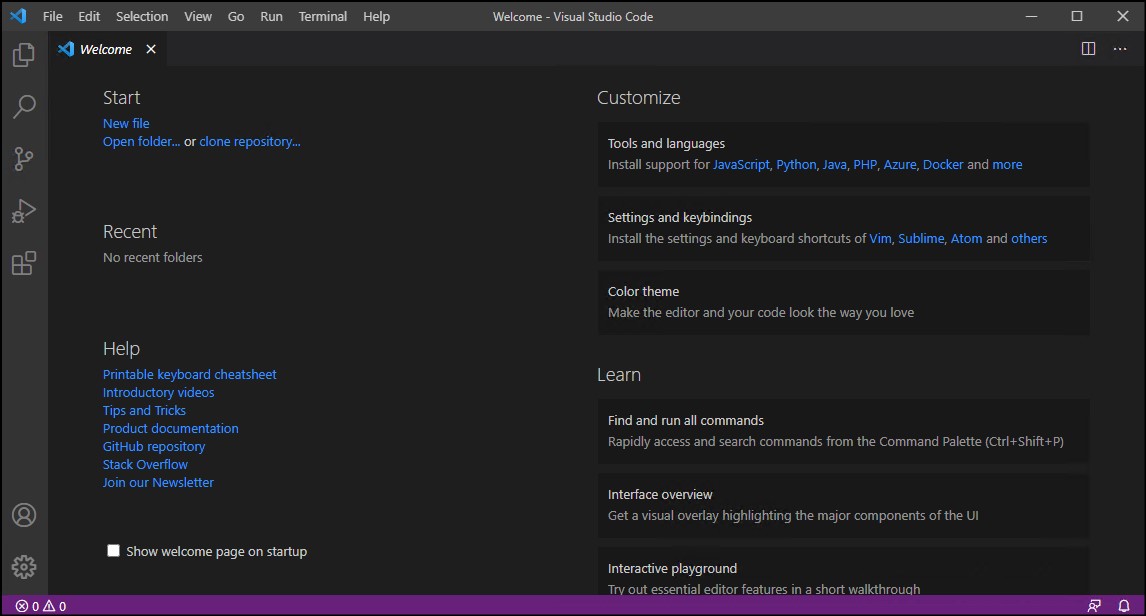 File Edit Selection View Go Run Terminal Help Welcome - Visual Studio Code
Welcome
Start
New file
Open folder... or clone repository...
Recent
No recent folders
Help
Printable keyboard cheatsheet
Introductory videos
Tips and Tricks
Product documentation
GitHub repository
Stack Overflow
Join our Newsletter
Show welcome page on startup
Customize
Tools and languages
Install support for JavaScript, Python, Java, PHP, Azure, Docker and more
Settings and keybindings
Install the settings and keyboard shortcuts of Vim, Sublime, Atom and others
Color theme
Make the editor and your code look the way you love
Learn
Find and run all commands
Rapidly access and search commands from the Command Palette (Ctrl+Shift+P)
Interface overview
Get a visual overlay highlighting the major components of the UI
Interactive playground
Try out essential editor features in a short walkthrough
0 0